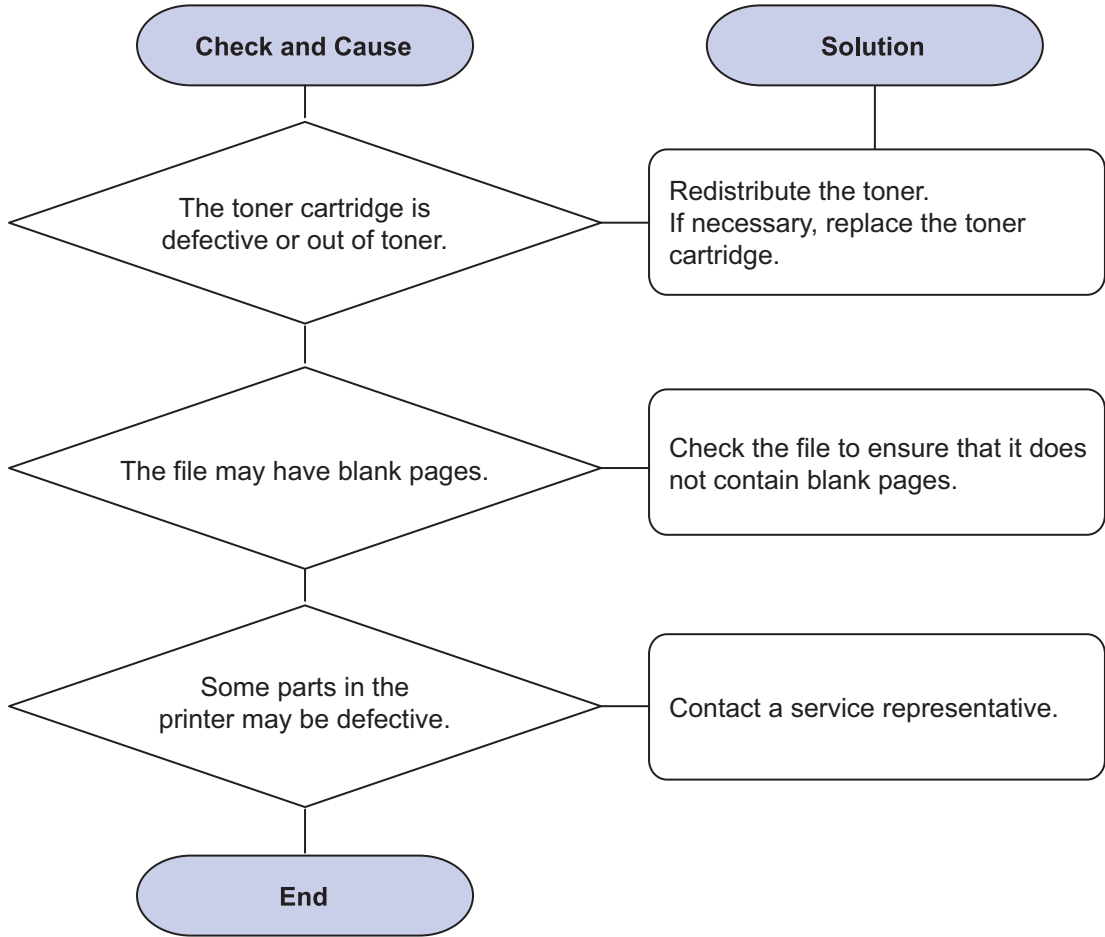 Check and Cause
Solution
The toner cartridge is
defective or out of toner.
Redistribute the toner.
If necessary, replace the toner
cartridge.
The file may have blank pages.
Check the file to ensure that it does
not contain blank pages.
Some parts in the
printer may be defective.
Contact a service representative.
End